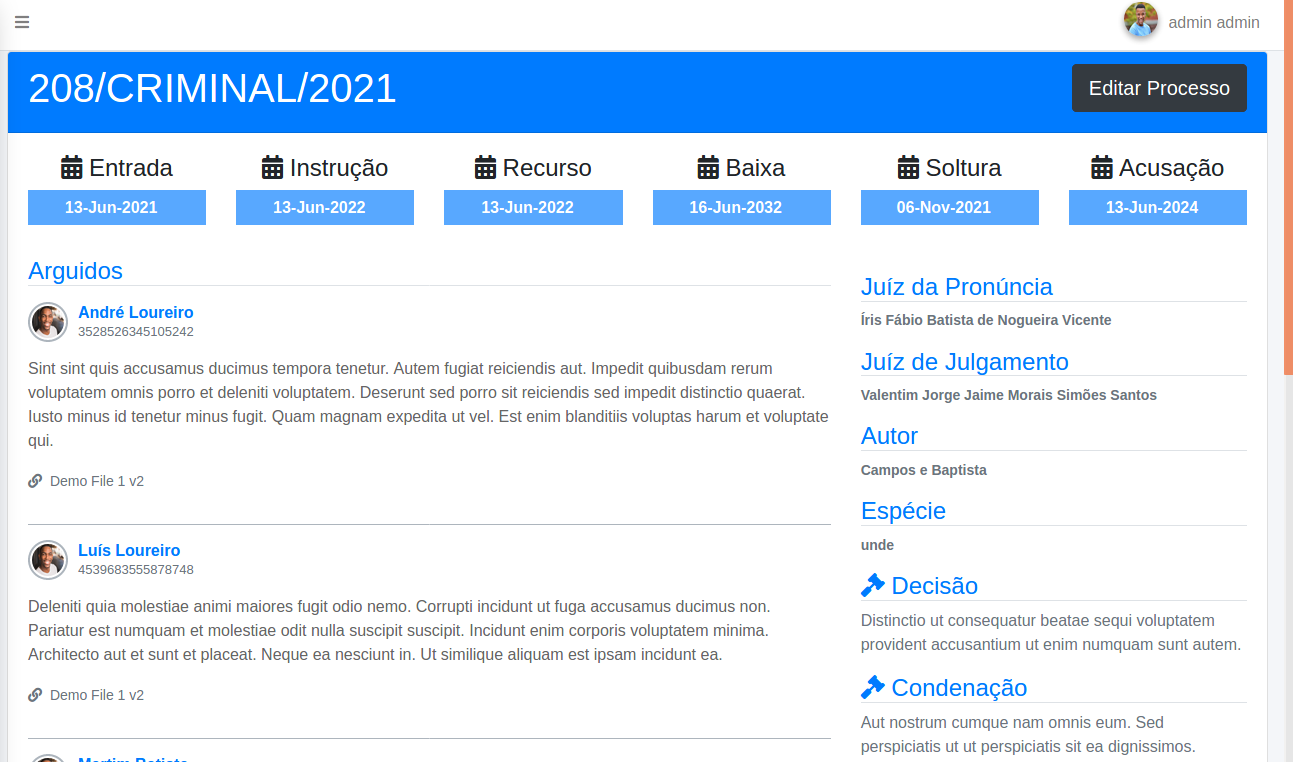 admin admin
208/CRIMINAL/2021
Editar Processo
Entrada
Instrução
Recurso
Baixa
Soltura
Acusação
13-Jun-2021
13-Jun-2022
13-Jun-2022
16-Jun-2032
06-Nov-2021
13-Jun-2024
Arguidos
André Loureiro
3528526345105242
Sint sint quis accusamus ducimus tempora tenetur. Autem fugiat reiciendis aut. Impedit quibusdam rerum
voluptatem omnis porro et deleniti voluptatem. Deserunt sed porro sit reiciendis sed impedit distinctio quaerat.
Iusto minus id tenetur minus fugit. Quam magnam expedita ut vel. Est enim blanditiis voluptas harum et voluptate
qui.
Demo File 1 v2
Luís Loureiro
4539683555878748
Deleniti quia molestiae animi maiores fugit odio nemo. Corrupti incidunt ut fuga accusamus ducimus non.
Pariatur est numquam et molestiae odit nulla suscipit suscipit. Incidunt enim corporis voluptatem minima.
Architecto aut et sunt et placeat. Neque ea nesciunt in. Ut similique aliquam est ipsam incidunt ea.
Demo File 1 v2
Juíz da Pronúncia
Íris Fábio Batista de Nogueira Vicente
Juíz de Julgamento
Valentim Jorge Jaime Morais Simões Santos
Autor
Campos e Baptista
Espécie
unde
Decisão
Distinctio ut consequatur beatae sequi voluptatem
provident accusantium ut enim numquam sunt autem.
Condenação
Aut nostrum cumque nam omnis eum. Sed
perspiciatis ut ut perspiciatis sit ea dignissimos.